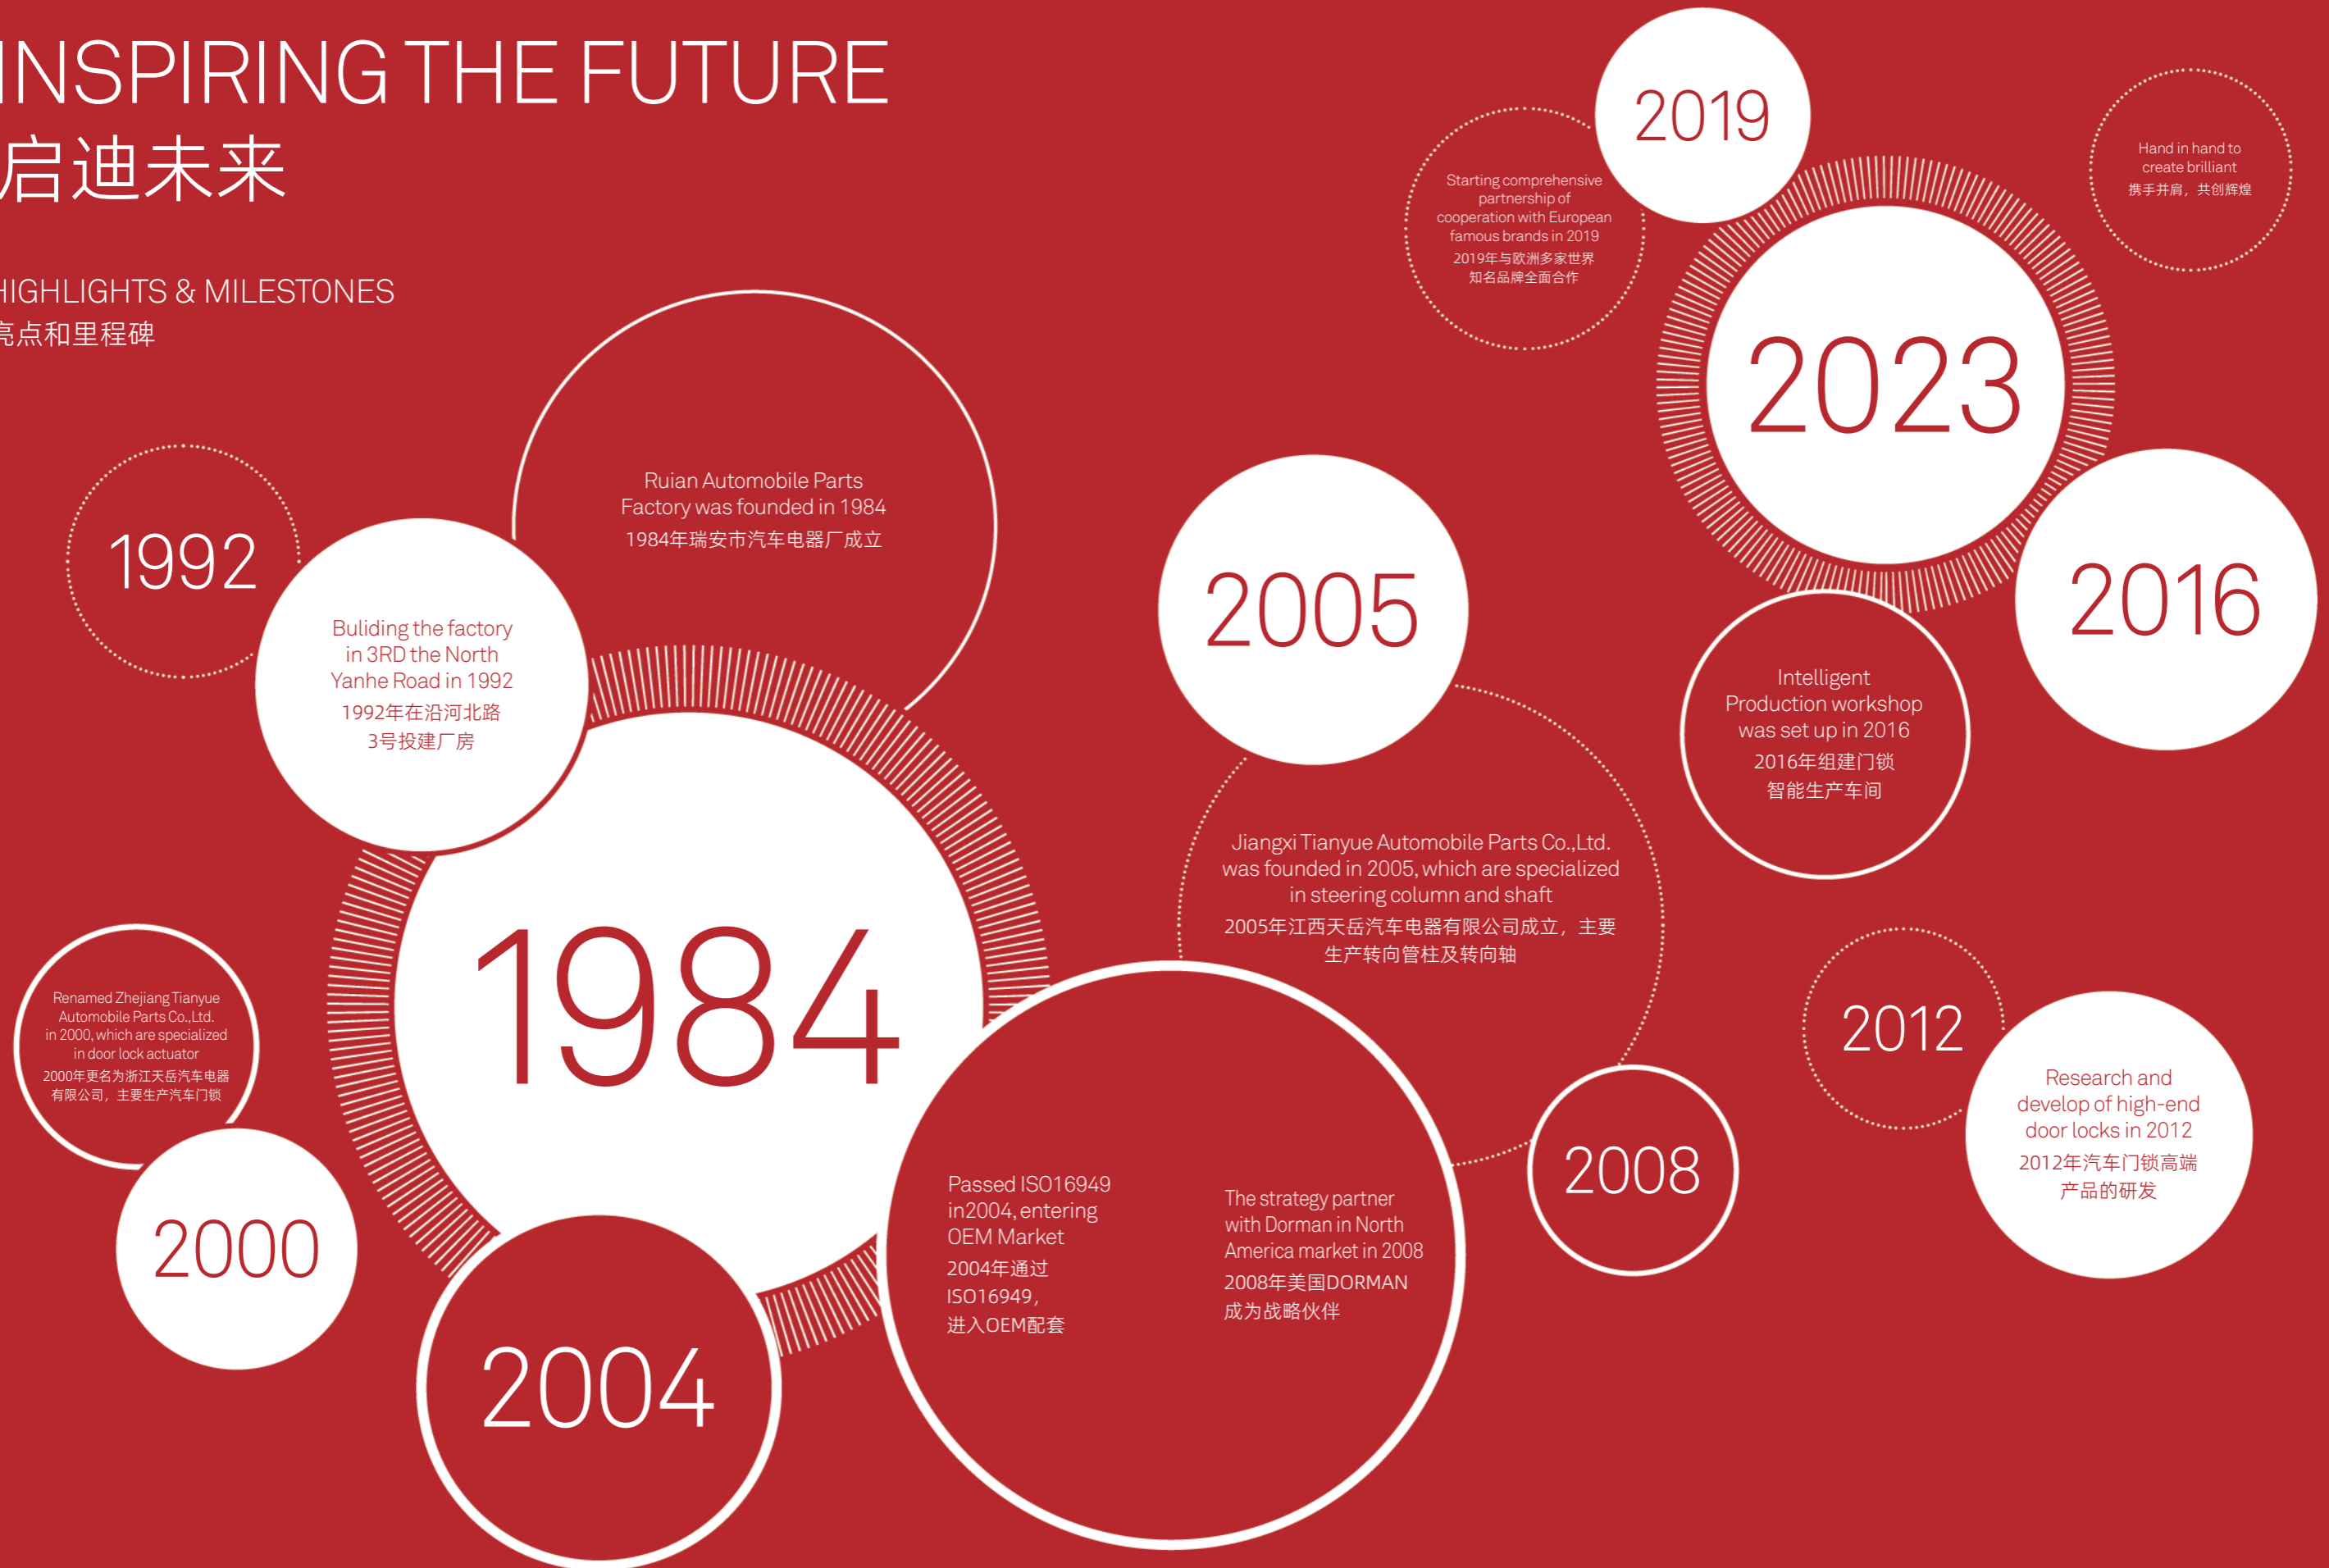 INSPIRING THE FUTURE
启迪未来
HIGHLIGHTS & MILESTONES
亮点和里程碑
1992
Buliding the factory
in 3RD the North
Yanhe Road in 1992
1992年在沿河北路
3号投建厂房
Ruian Automobile Parts
Factory was founded in 1984
1984年瑞安市汽车电器厂成立
1984
Renamed Zhejiang Tianyue
Automobile Parts Co.,Ltd.
in 2000, which are specialized
in door lock actuator
2000年更名为浙江天岳汽车电器
有限公司，主要生产汽车门锁
2000
2004
Passed ISO16949
in2004, entering
OEM Market
2004年通过
ISO16949，
进入OEM配套
The strategy partner
with Dorman in North
America market in 2008
2008年美国DORMAN
成为战略伙伴
2008
2005
Jiangxi Tianyue Automobile Parts Co.,Ltd.
was founded in 2005, which are specialized
in steering column and shaft
2005年江西天岳汽车电器有限公司成立，主要
生产转向管柱及转向轴
2019
Starting comprehensive
partnership of
cooperation with European
famous brands in 2019
2019年与欧洲多家世界
知名品牌全面合作
2023
Hand in hand to
create brilliant
携手并肩，共创辉煌
2016
Intelligent
Production workshop
was set up in 2016
2016年组建门锁
智能生产车间
2012
Research and
develop of high-end
door locks in 2012
2012年汽车门锁高端
产品的研发